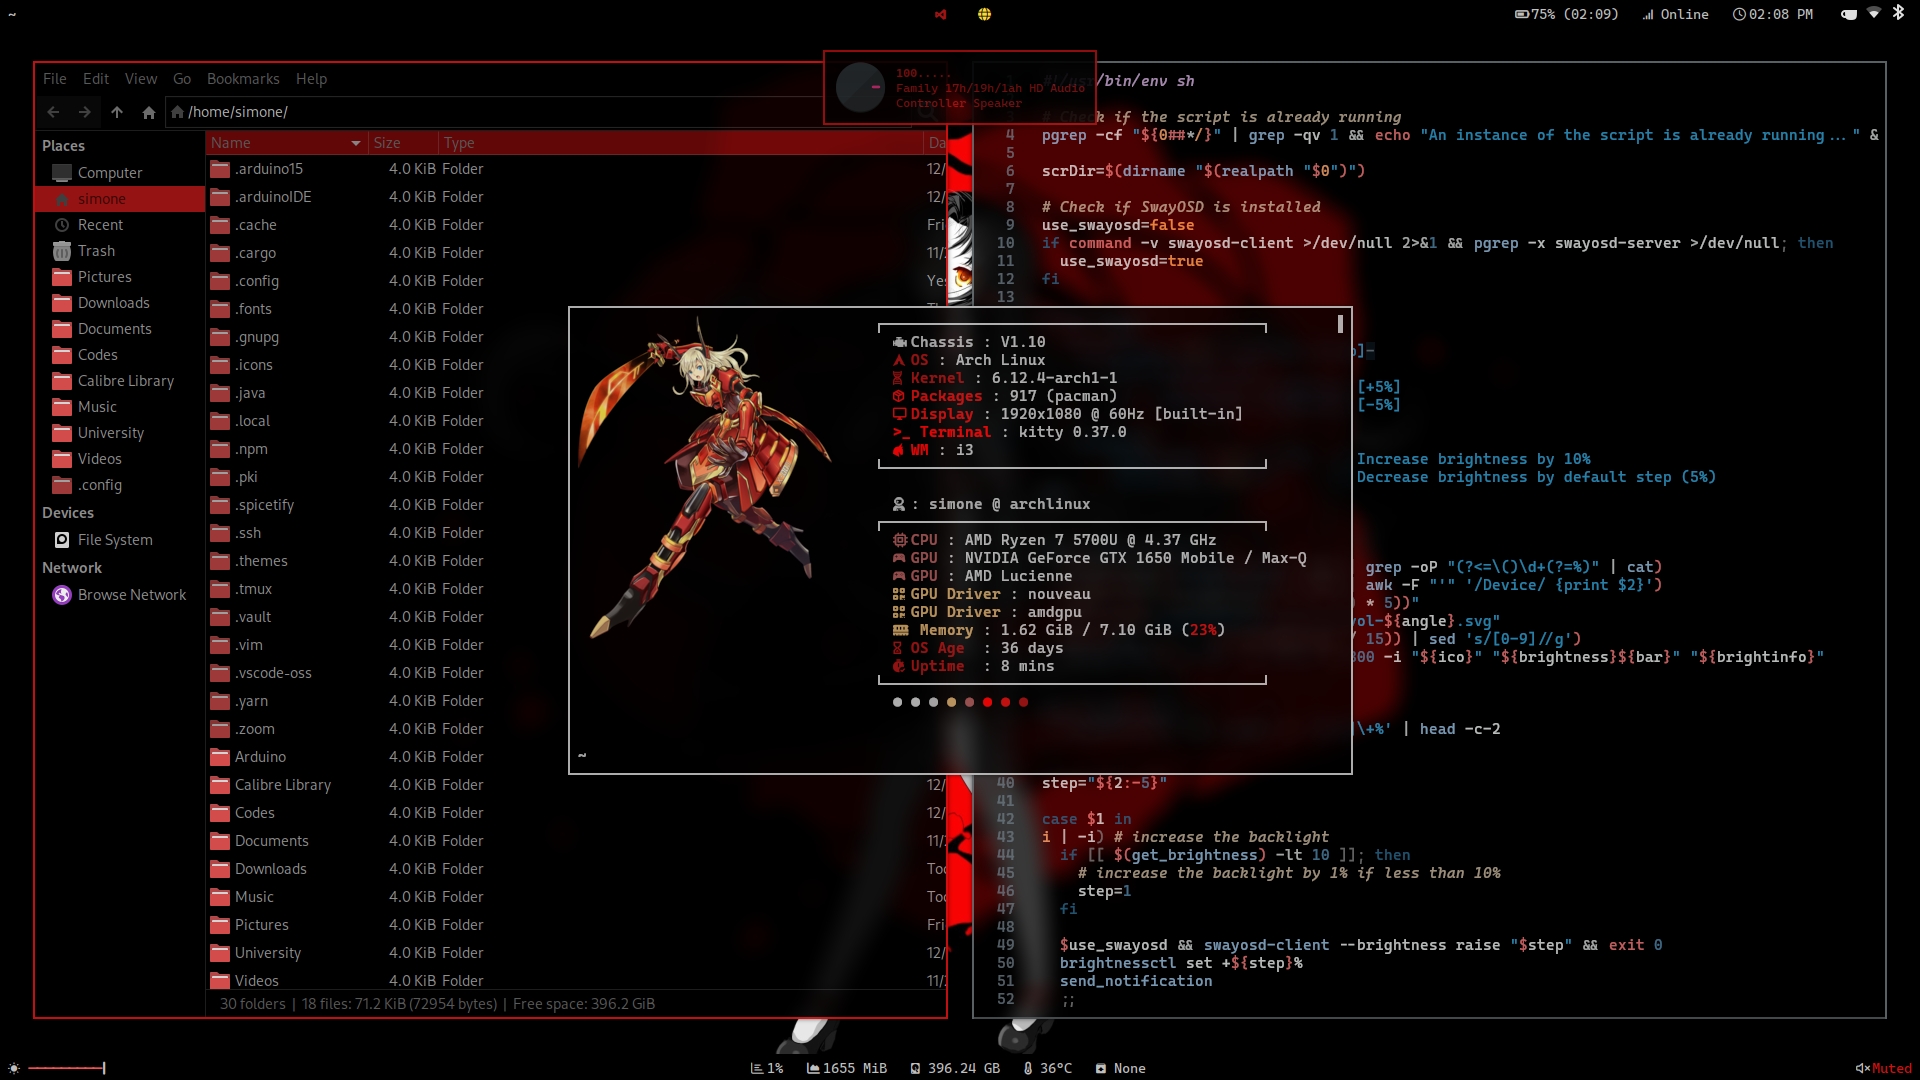 ~
75% (02:09)
Online
02:08 PM
File Edit View Go Bookmarks Help
/home/simone/
Places
Computer
simone
Recent
Trash
Pictures
Downloads
Documents
Codes
Calibre Library
Music
University
Videos
.config
Devices
File System
Network
Browse Network
Name Size Type Da
.arduino15 4.0 KiB Folder 12/
.arduinoIDE 4.0 KiB Folder 12/
.cache 4.0 KiB Folder Fri
.cargo 4.0 KiB Folder 11/
.config 4.0 KiB Folder Yes
.fonts 4.0 KiB Folder
.gnupg 4.0 KiB Folder
.icons 4.0 KiB Folder
.java 4.0 KiB Folder
.local 4.0 KiB Folder
.npm 4.0 KiB Folder
.pki 4.0 KiB Folder
.spicetify 4.0 KiB Folder
.ssh 4.0 KiB Folder
.themes 4.0 KiB Folder
.tmux 4.0 KiB Folder
.vault 4.0 KiB Folder
.vim 4.0 KiB Folder
.vscode-oss 4.0 KiB Folder
.yarn 4.0 KiB Folder
.zoom 4.0 KiB Folder
Arduino 4.0 KiB Folder
Calibre Library 4.0 KiB Folder 12/
Codes 4.0 KiB Folder 12/
Documents 4.0 KiB Folder 11/
Downloads 4.0 KiB Folder Too
Music 4.0 KiB Folder Too
Pictures 4.0 KiB Folder Fri
University 4.0 KiB Folder 12/
Videos 4.0 KiB Folder 11/
30 folders | 18 files: 71.2 KiB (72954 bytes) | Free space: 396.2 GiB
100.....
Family 17h/19h/1ah HD Audio
Controller Speaker
/bin/env sh
# Check if the script is already running
4 pgrep -cf "${0##*/}" | grep -qv 1 && echo "An instance of the script is already running..." &
5
6 scrDir=$(dirname "$(realpath "$0")")
7
8 # Check if SwayOSD is installed
9 use_swayosd=false
10 if command -v swayosd-client >/dev/null 2>&1 && pgrep -x swayosd-server >/dev/null; then
11 use_swayosd=true
12 fi
13
]-
[+5%]
[-5%]
Increase brightness by 10%
Decrease brightness by default step (5%)
grep -oP "(?<=\()\d+(?=%)" | cat)
awk -F "'" '/Device/ {print $2}')
* 5))"
vol-${angle}.svg"
/ 15)) | sed 's/[0-9]//g')
800 -i "${ico}" "${brightness}${bar}" "${brightinfo}"
\+%' | head -c-2
40 step="${2:-5}"
41
42 case $1 in
43 i | -i) # increase the backlight
44 if [[ $(get_brightness) -lt 10 ]]; then
45 # increase the backlight by 1% if less than 10%
46 step=1
47 fi
48
49 $use_swayosd && swayosd-client --brightness raise "$step" && exit 0
50 brightnessctl set +${step}%
51 send_notification
52 ;;
Chassis : V1.10
OS : Arch Linux
Kernel : 6.12.4-arch1-1
Packages : 917 (pacman)
Display : 1920x1080 @ 60Hz [built-in]
>_ Terminal : kitty 0.37.0
WM : i3
: simone @ archlinux
CPU : AMD Ryzen 7 5700U @ 4.37 GHz
GPU : NVIDIA GeForce GTX 1650 Mobile / Max-Q
GPU : AMD Lucienne
GPU Driver : nouveau
GPU Driver : amdgpu
Memory : 1.62 GiB / 7.10 GiB (23%)
OS Age : 36 days
Uptime : 8 mins
~
1%
1655 MiB
396.24 GB
36°C
None
Muted